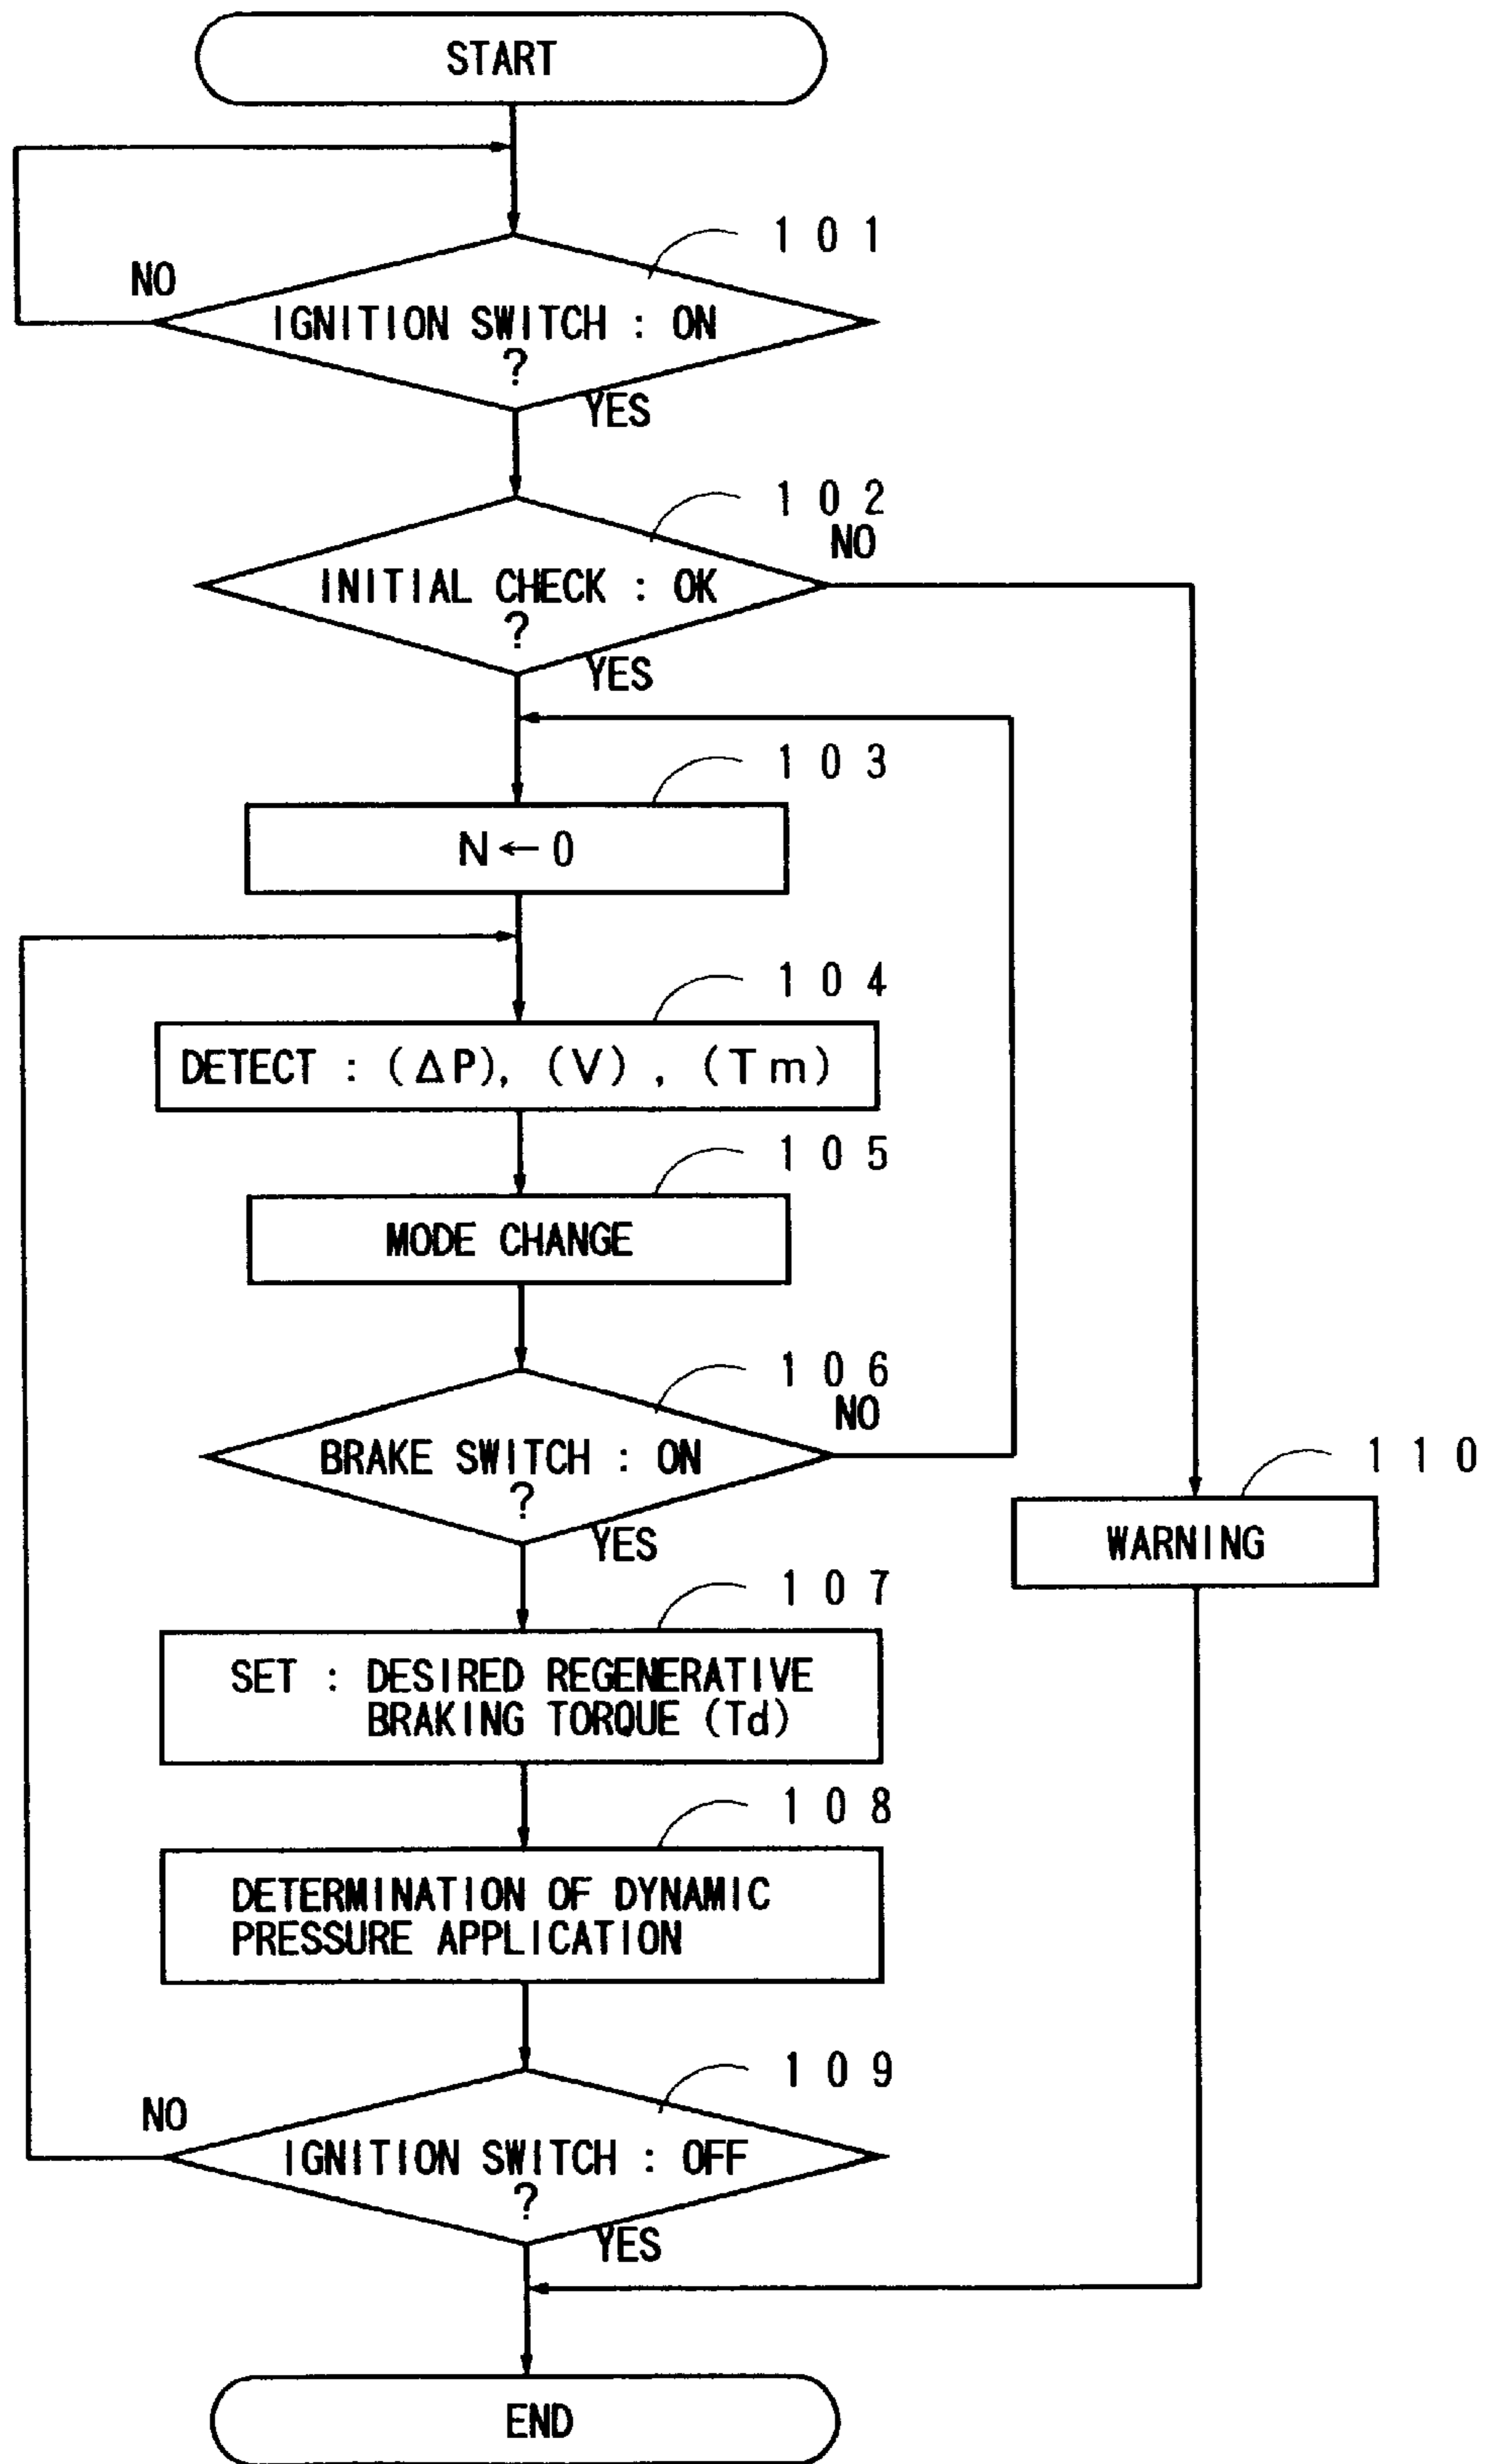 START
101
NO
IGNITION SWITCH : ON
?
YES
102
NO
INITIAL CHECK : OK
?
YES
103
N←0
104
DETECT : (ΔP), (V), (Tm)
105
MODE CHANGE
106
NO
BRAKE SWITCH : ON
?
YES
110
WARNING
107
SET : DESIRED REGENERATIVE
BRAKING TORQUE (Td)
108
DETERMINATION OF DYNAMIC
PRESSURE APPLICATION
109
NO
IGNITION SWITCH : OFF
?
YES
END